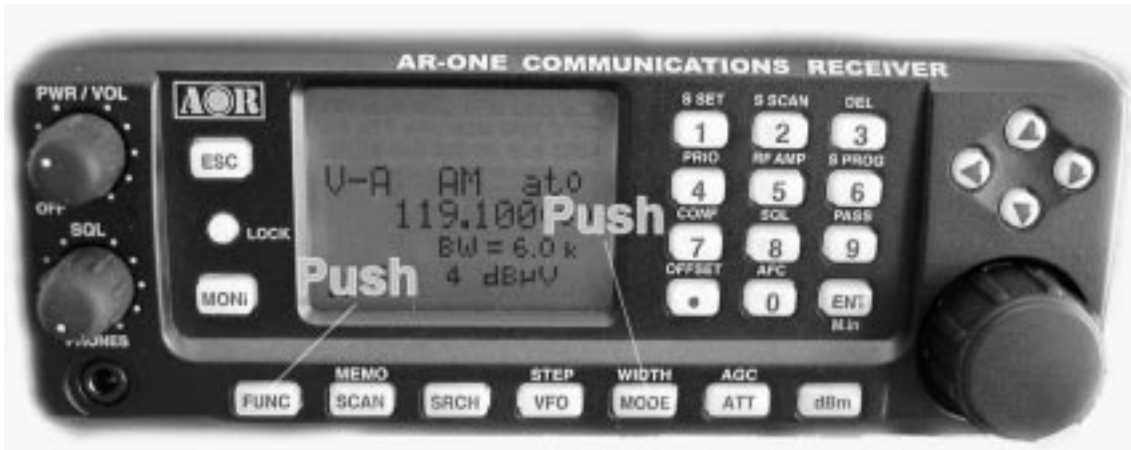 AR-ONE COMMUNICATIONS RECEIVER
PWR / VOL
AOR
OFF
SQL
PHONES
ESC
LOCK
MONi
V-A AM ato
119.100
BW = 6.0 k
4 dBµV
Push
Push
S SET S SCAN DEL
1 2 3
PRIO RF AMP S PROG
4 5 6
CONF SQL PASS
7 8 9
OFFSET AFC
• 0 ENT
M.in
MEMO STEP WIDTH AGC
FUNC SCAN SRCH VFO MODE ATT dBm